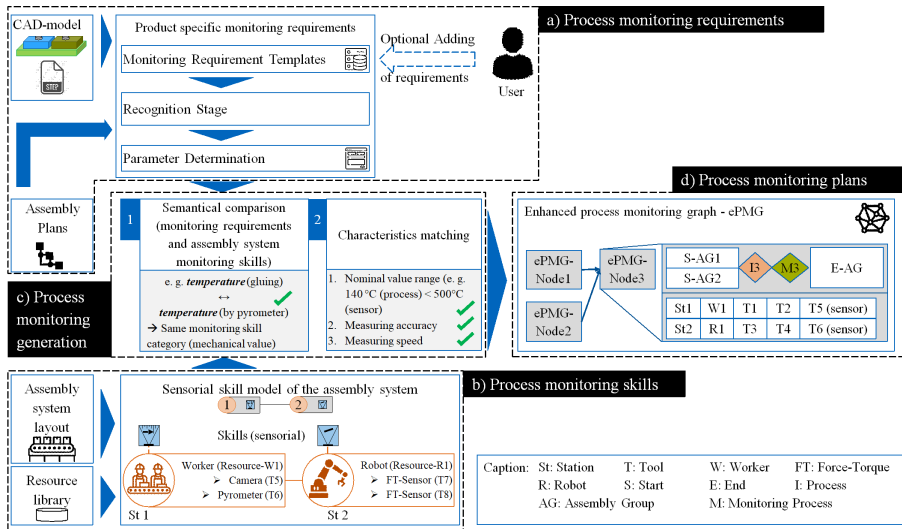 a) Process monitoring requirements
CAD-model
STEP
Product specific monitoring requirements
Monitoring Requirement Templates
Recognition Stage
Parameter Determination
Optional Adding
of requirements
User
Assembly
Plans
c) Process
monitoring
generation
1
Semantical comparison
(monitoring requirements
and assembly system
monitoring skills)
e. g. temperature (gluing)
↔
temperature (by pyrometer)
→ Same monitoring skill
category (mechanical value)
2
Characteristics matching
1. Nominal value range (e. g.
140 °C (process) < 500°C
(sensor)
2. Measuring accuracy
3. Measuring speed
d) Process monitoring plans
Enhanced process monitoring graph - ePMG
ePMG-
Node1
ePMG-
Node2
ePMG-
Node3
S-AG1
S-AG2
I3
M3
E-AG
St1 W1 T1 T2 T5 (sensor)
St2 R1 T3 T4 T6 (sensor)
b) Process monitoring skills
Assembly
system
layout
Resource
library
Sensorial skill model of the assembly system
1
2
Skills (sensorial)
Worker (Resource-W1)
➢ Camera (T5)
➢ Pyrometer (T6)
St 1
Robot (Resource-R1)
➢ FT-Sensor (T7)
➢ FT-Sensor (T8)
St 2
Caption: St: Station T: Tool W: Worker FT: Force-Torque
R: Robot S: Start E: End I: Process
AG: Assembly Group M: Monitoring Process